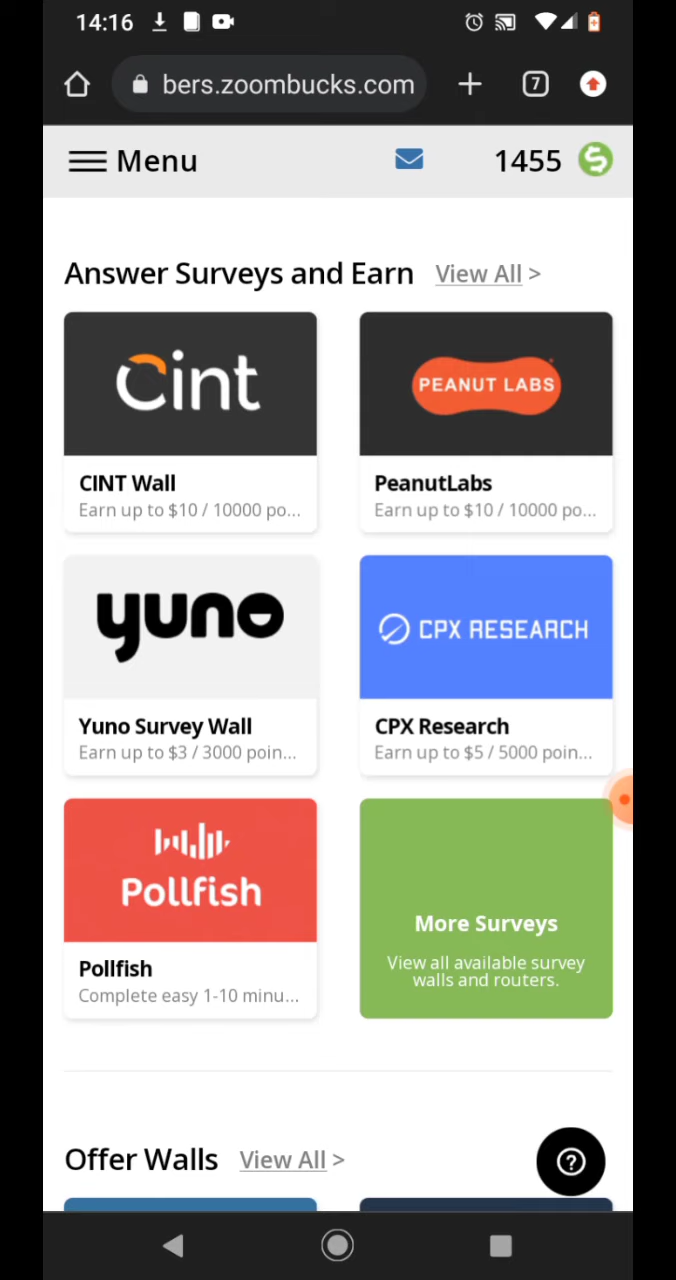 14:16
bers.zoombucks.com
7
Menu
1455
Answer Surveys and Earn View All >
Cint
PEANUT LABS
CINT Wall
Earn up to $10 / 10000 po...
PeanutLabs
Earn up to $10 / 10000 po...
yuno
CPX RESEARCH
Yuno Survey Wall
Earn up to $3 / 3000 poin...
CPX Research
Earn up to $5 / 5000 poin...
Pollfish
Pollfish
Complete easy 1-10 minu...
More Surveys
View all available survey
walls and routers.
Offer Walls View All >